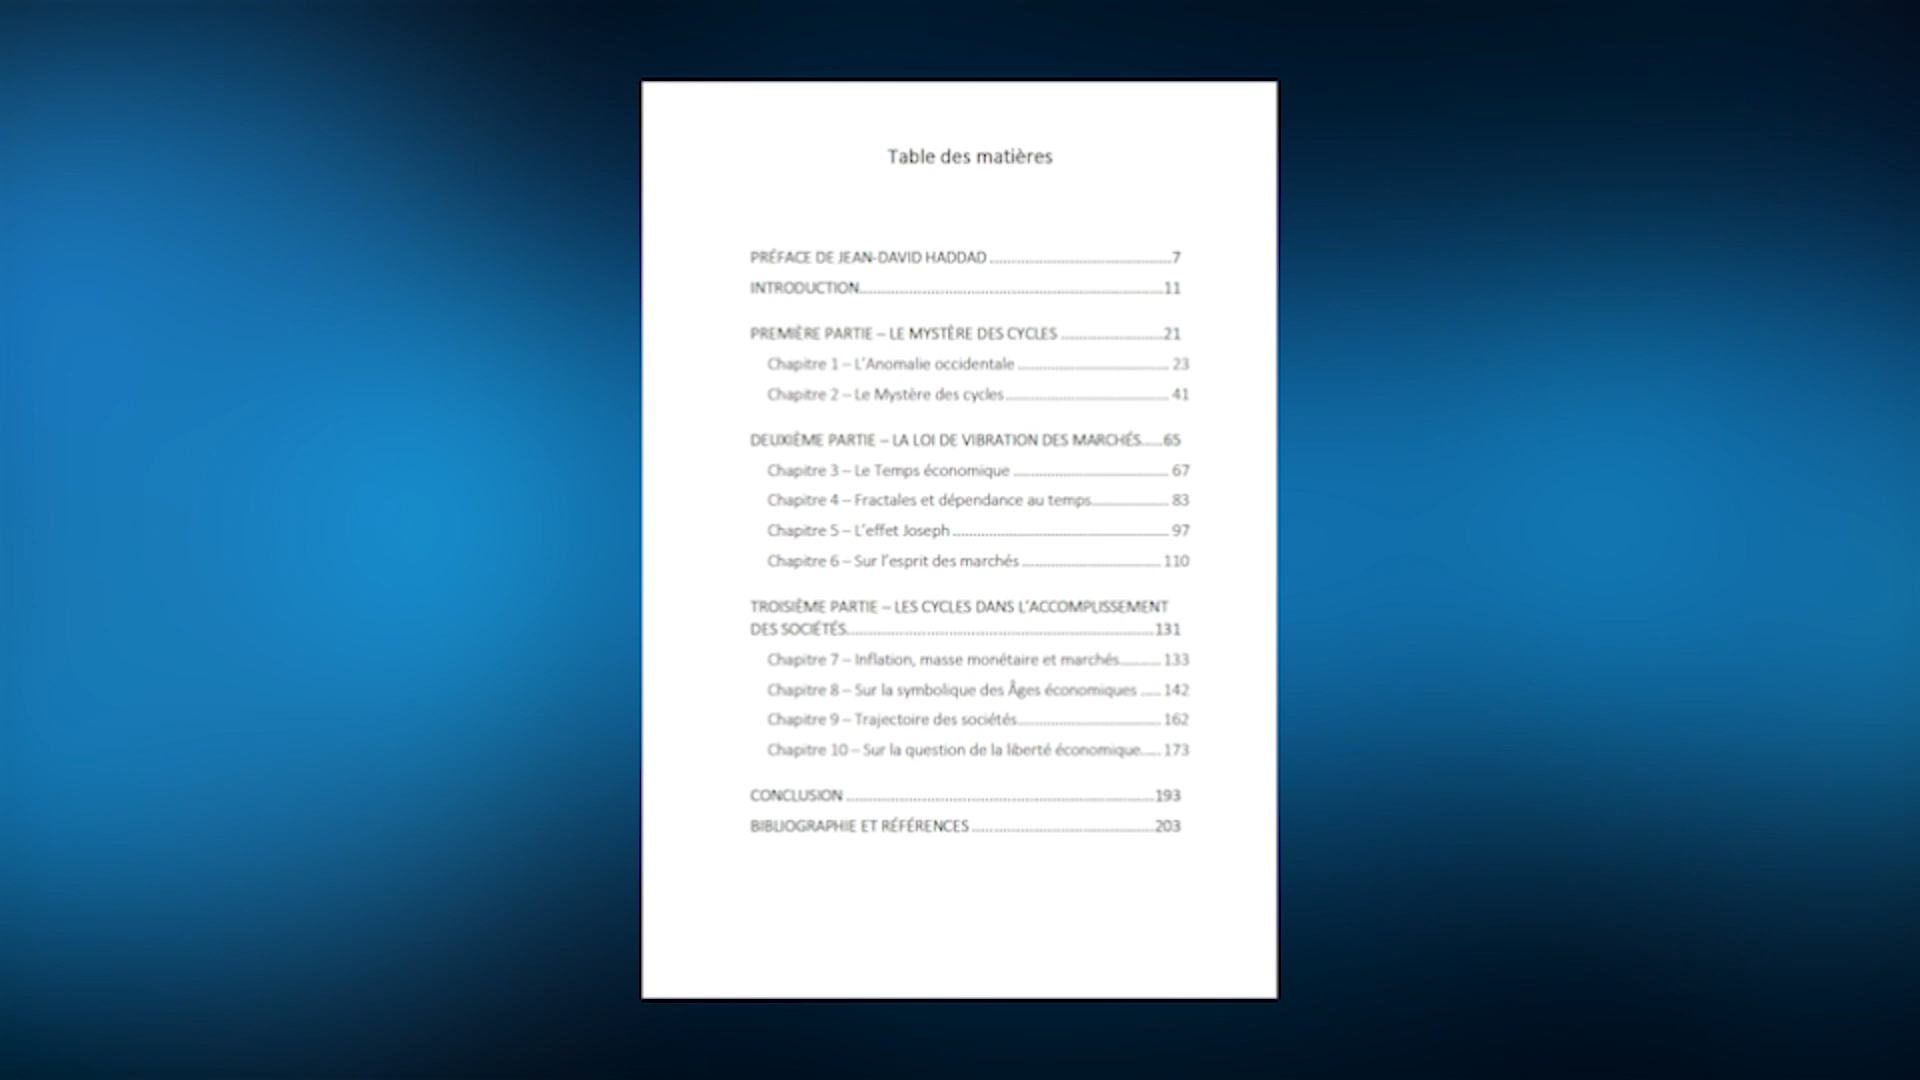 Table des matières
PRÉFACE DE JEAN-DAVID HADDAD ........ 7
INTRODUCTION ........ 11
PREMIÈRE PARTIE – LE MYSTÈRE DES CYCLES ........ 21
Chapitre 1 – L'Anomalie occidentale ........ 23
Chapitre 2 – Le Mystère des cycles ........ 41
DEUXIÈME PARTIE – LA LOI DE VIBRATION DES MARCHÉS ........ 65
Chapitre 3 – Le Temps économique ........ 67
Chapitre 4 – Fractales et dépendance au temps ........ 83
Chapitre 5 – L'effet Joseph ........ 97
Chapitre 6 – Sur l'esprit des marchés ........ 110
TROISIÈME PARTIE – LES CYCLES DANS L'ACCOMPLISSEMENT
DES SOCIÉTÉS ........ 131
Chapitre 7 – Inflation, masse monétaire et marchés ........ 133
Chapitre 8 – Sur la symbolique des Âges économiques ........ 142
Chapitre 9 – Trajectoire des sociétés ........ 162
Chapitre 10 – Sur la question de la liberté économique ........ 173
CONCLUSION ........ 193
BIBLIOGRAPHIE ET RÉFÉRENCES ........ 203